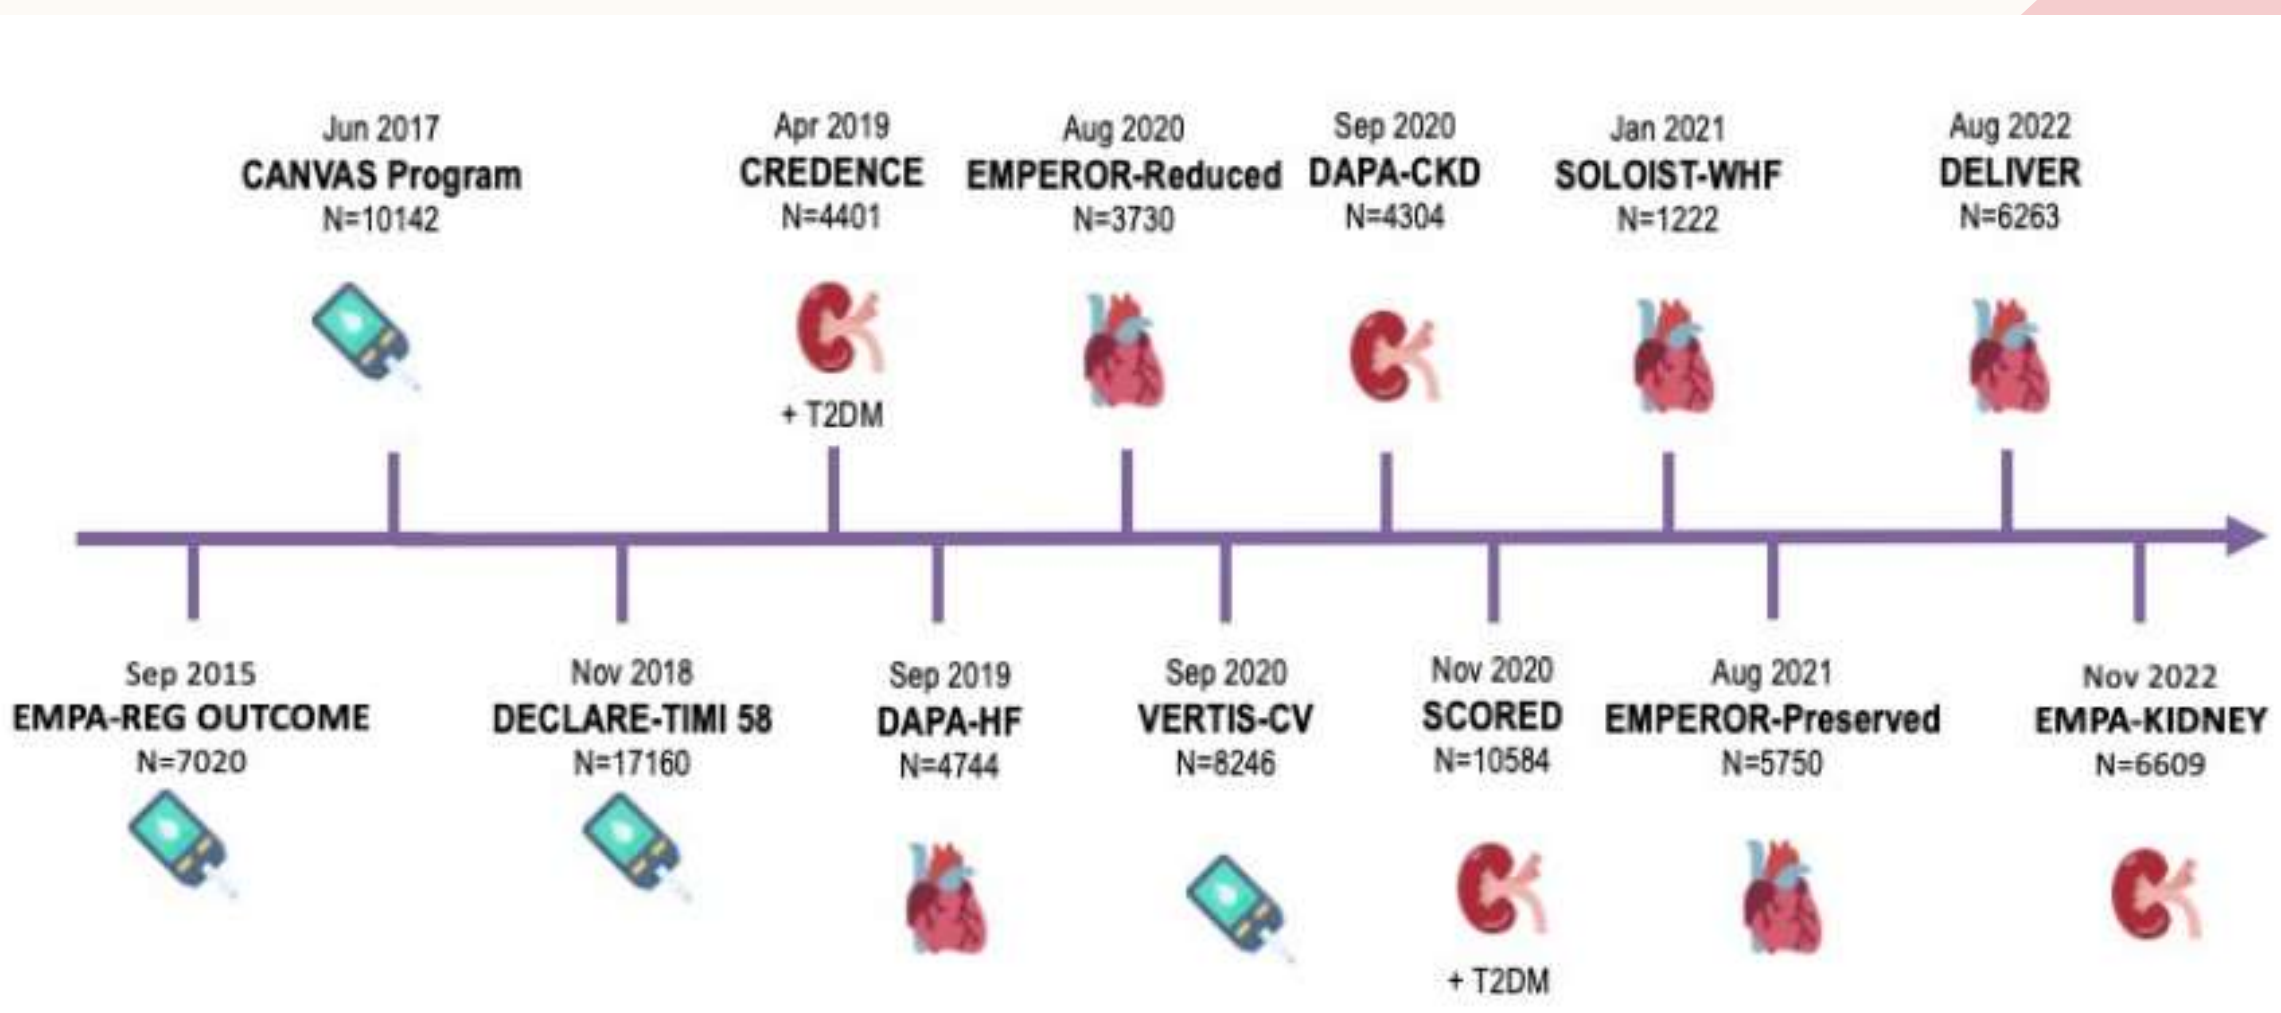 Jun 2017
CANVAS Program
N=10142
Apr 2019
CREDENCE
N=4401
+ T2DM
Aug 2020
EMPEROR-Reduced
N=3730
Sep 2020
DAPA-CKD
N=4304
Jan 2021
SOLOIST-WHF
N=1222
Aug 2022
DELIVER
N=6263
Sep 2015
EMPA-REG OUTCOME
N=7020
Nov 2018
DECLARE-TIMI 58
N=17160
Sep 2019
DAPA-HF
N=4744
Sep 2020
VERTIS-CV
N=8246
Nov 2020
SCORED
N=10584
+ T2DM
Aug 2021
EMPEROR-Preserved
N=5750
Nov 2022
EMPA-KIDNEY
N=6609